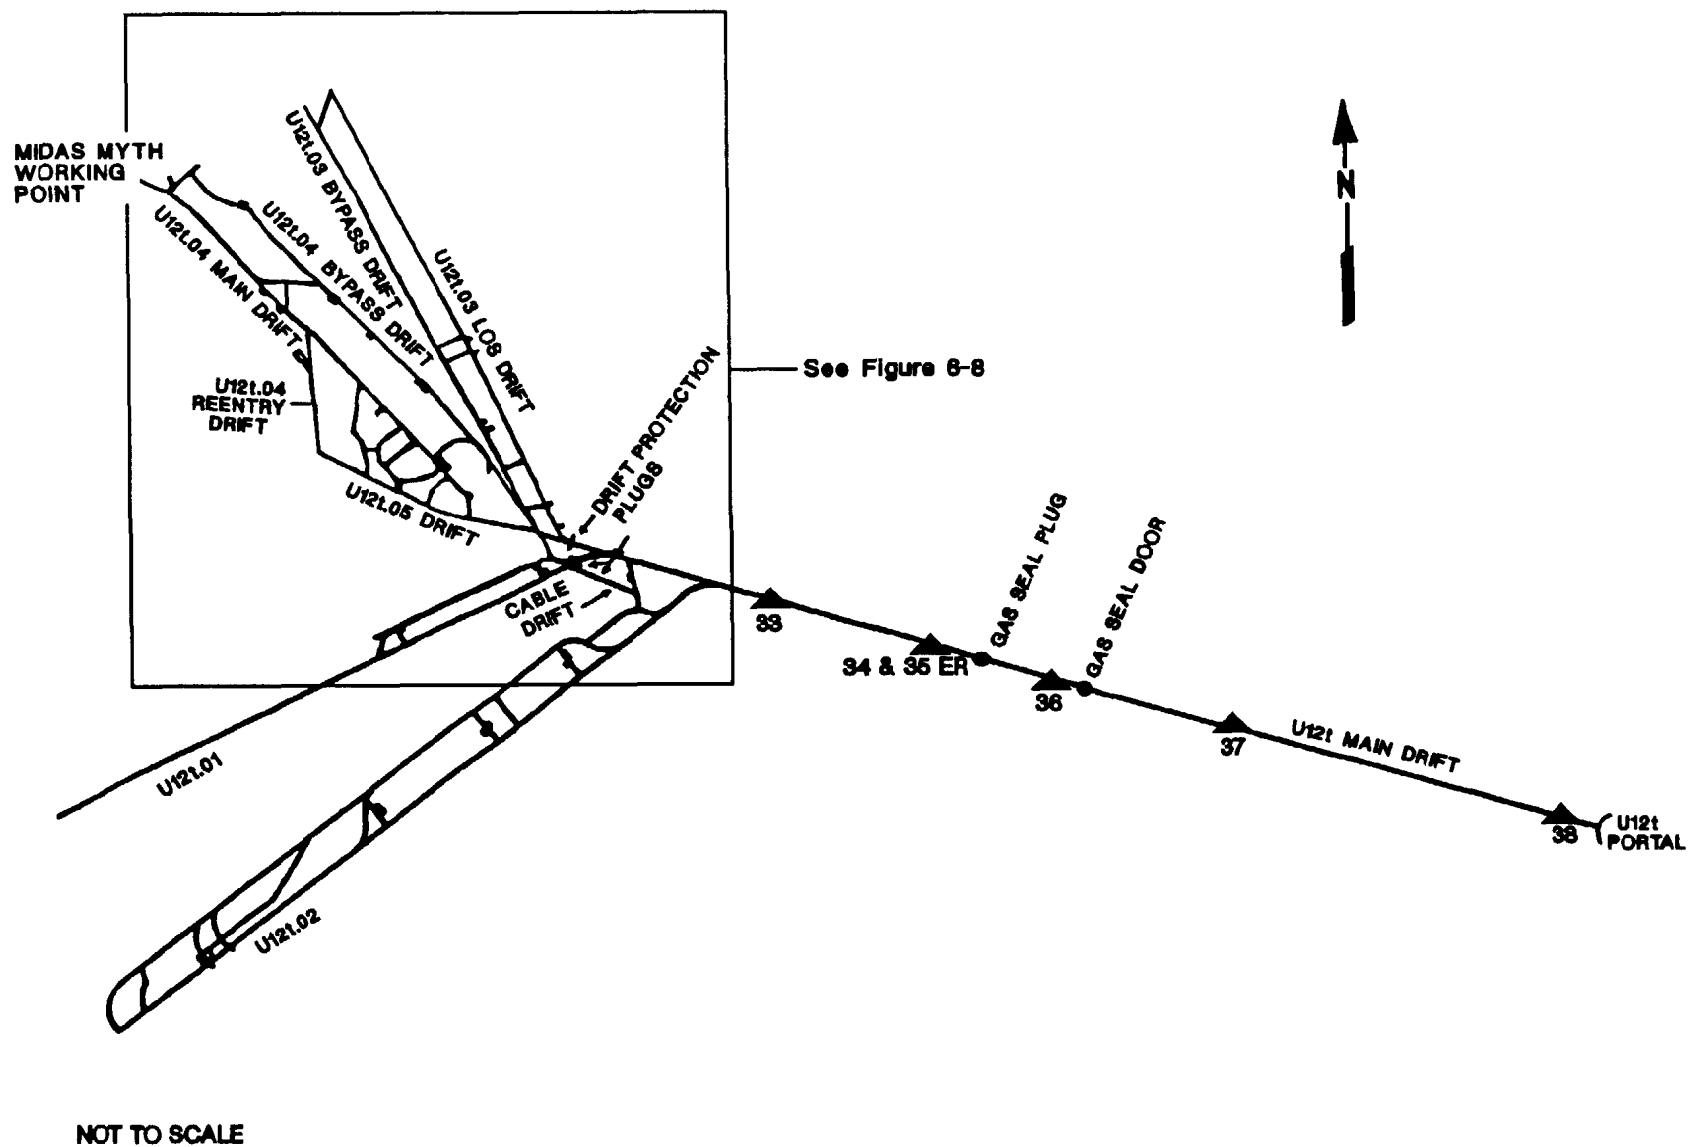 MIDAS MYTH
WORKING
POINT
U12t.03 BYPASS DRIFT
U12t.04 BYPASS DRIFT
U12t.04 MAIN DRIFT
U12t.03 LOS DRIFT
N
See Figure 6-8
U12t.04
REENTRY
DRIFT
DRIFT PROTECTION
PLUGS
U12t.05 DRIFT
CABLE
DRIFT
GAS SEAL PLUG
GAS SEAL DOOR
33
34 & 35 ER
36
37
U12t MAIN DRIFT
38
U12t
PORTAL
U12t.01
U12t.02
NOT TO SCALE